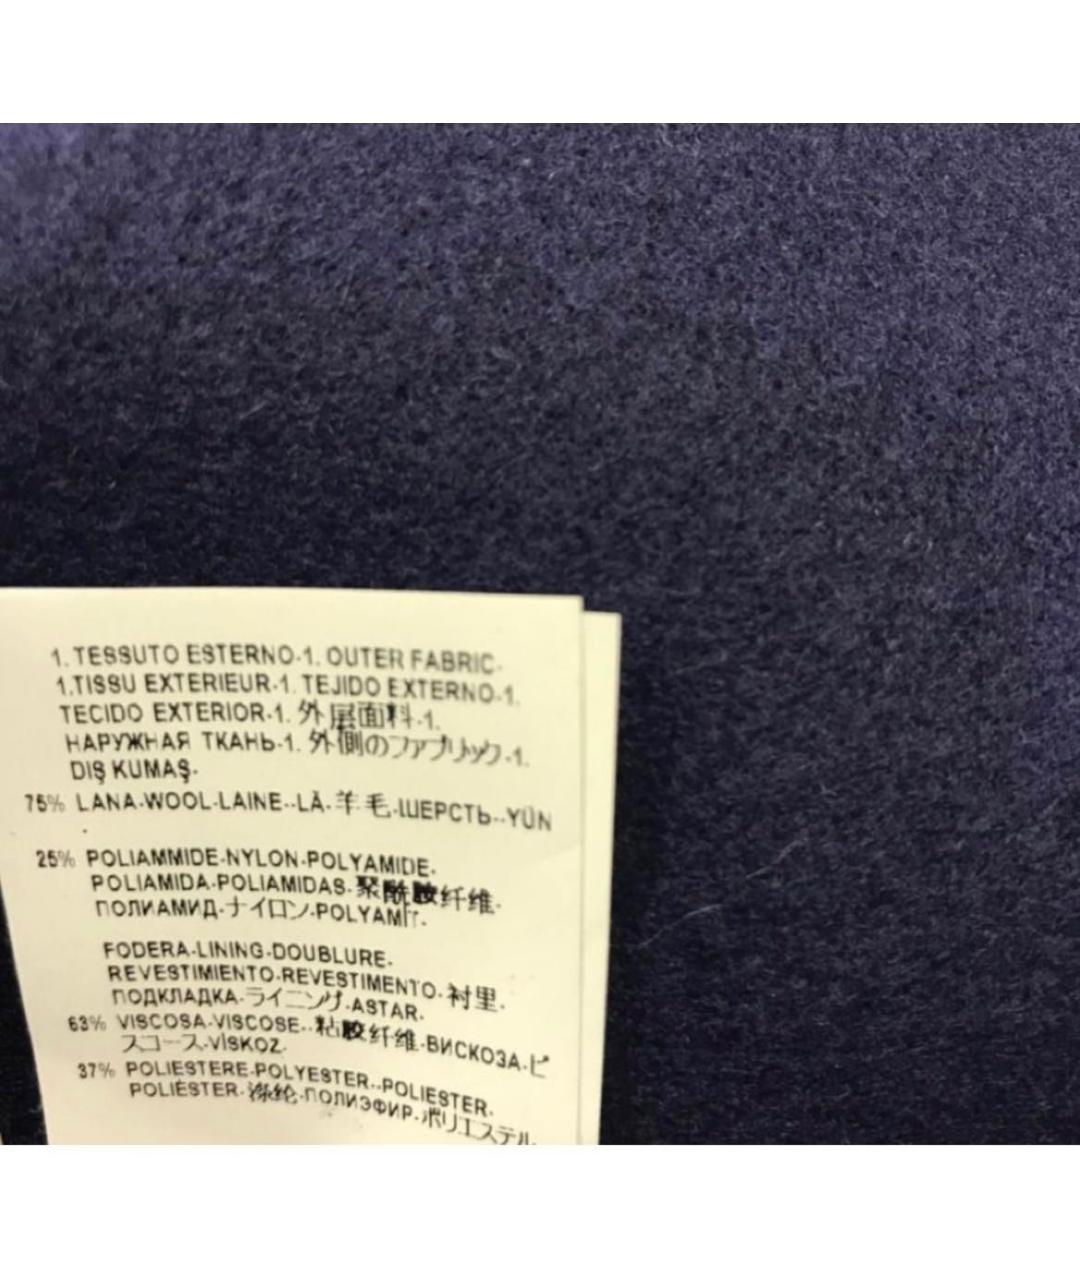 1. TESSUTO ESTERNO-1. OUTER FABRIC-
1.TISSU EXTERIEUR-1. TEJIDO EXTERNO-1.
TECIDO EXTERIOR-1. 外层面料-1.
НАРУЖНАЯ ТКАНЬ-1. 外側のファブリック-1.
DIŞ KUMAŞ-
75% LANA-WOOL-LAINE--LÃ-羊毛-ШЕРСТЬ--YÜN
25% POLIAMMIDE-NYLON-POLYAMIDE-
POLIAMIDA-POLIAMIDAS-聚酰胺纤维-
ПОЛИАМИД-ナイロン-POLYAMİT-
FODERA-LINING-DOUBLURE-
REVESTIMIENTO-REVESTIMENTO-衬里-
ПОДКЛАДКА-ライニング-ASTAR-
63% VISCOSA-VISCOSE--粘胶纤维-ВИСКОЗА-ビ
スコース-VİSKOZ-
37% POLIESTERE-POLYESTER--POLIESTER-
POLIÉSTER-涤纶-ПОЛИЭФИР-ポリエステル